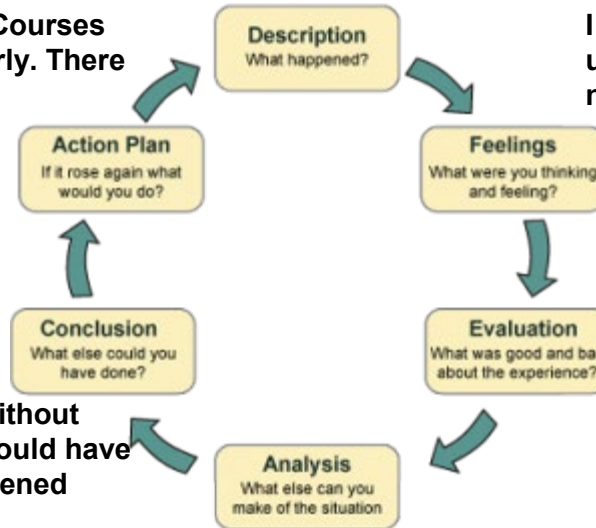 Courses
rly. There
Description
What happened?
Feelings
What were you thinking
and feeling?
Evaluation
What was good and ba
about the experience?
Analysis
What else can you
make of the situation
Conclusion
What else could you
have done?
Action Plan
If it rose again what
would you do?
ithout
ould have
ened
I
u